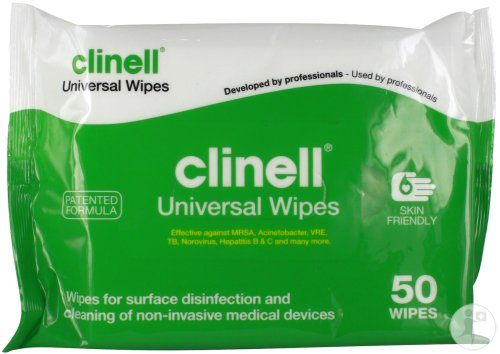 clinell®
Universal Wipes
Developed by professionals - Used by professionals
clinell®
Universal Wipes
PATENTED
FORMULA
SKIN
FRIENDLY
Effective against MRSA, Acinetobacter, VRE,
TB, Norovirus, Hepatitis B & C and many more.
Wipes for surface disinfection and
cleaning of non-invasive medical devices
50
WIPES